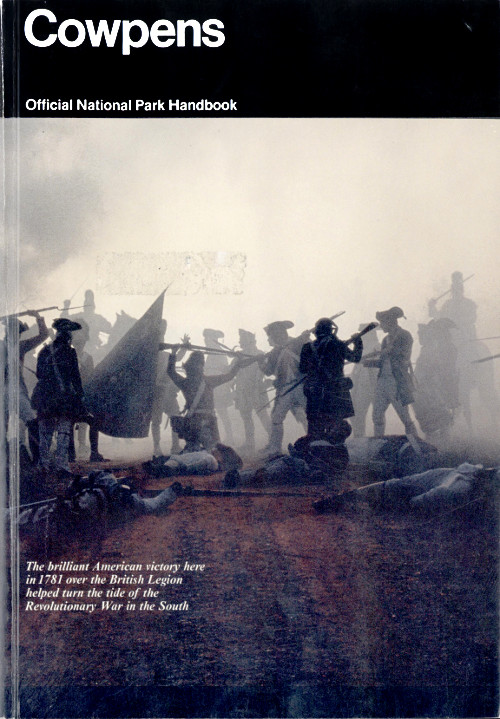 Cowpens
Official National Park Handbook
The brilliant American victory here
in 1781 over the British Legion
helped turn the tide of the
Revolutionary War in the South